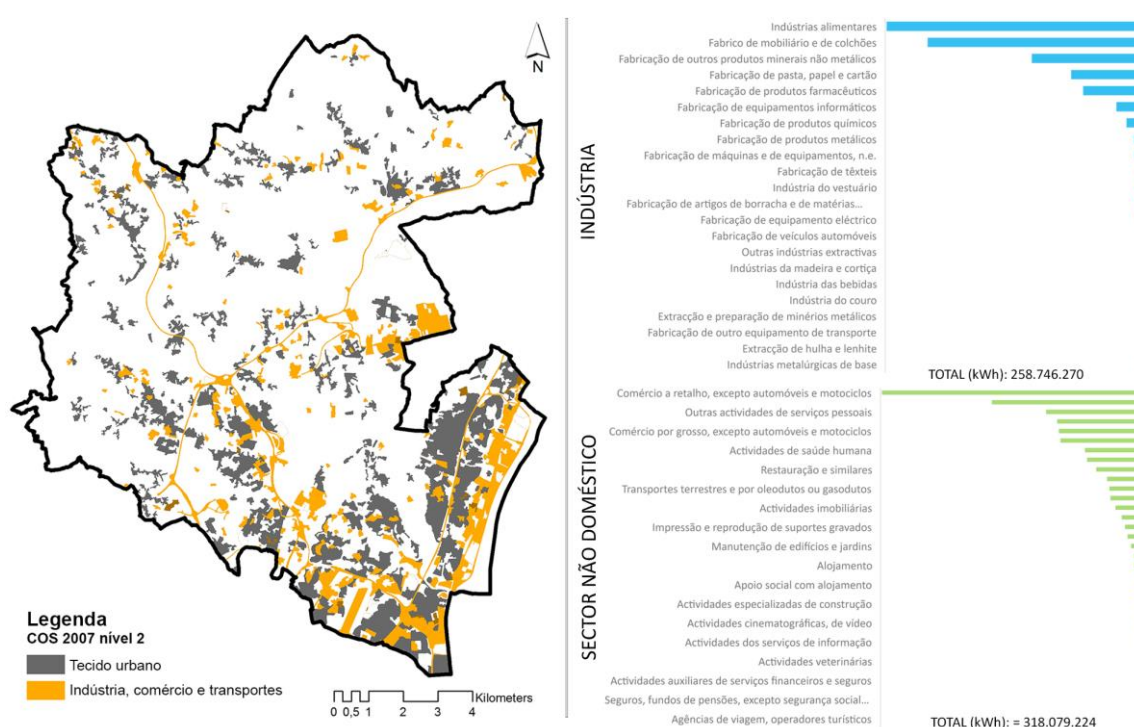 N
Legenda
COS 2007 nível 2
Tecido urbano
Indústria, comércio e transportes
Kilometers
0 0,5 1 2 3 4
INDÚSTRIA
Indústrias alimentares
Fabrico de mobiliário e de colchões
Fabricação de outros produtos minerais não metálicos
Fabricação de pasta, papel e cartão
Fabricação de produtos farmacêuticos
Fabricação de equipamentos informáticos
Fabricação de produtos químicos
Fabricação de produtos metálicos
Fabricação de máquinas e de equipamentos, n.e.
Fabricação de têxteis
Indústria do vestuário
Fabricação de artigos de borracha e de matérias...
Fabricação de equipamento eléctrico
Fabricação de veículos automóveis
Outras indústrias extractivas
Indústrias da madeira e cortiça
Indústria das bebidas
Indústria do couro
Extracção e preparação de minérios metálicos
Fabricação de outro equipamento de transporte
Extracção de hulha e lenhite
Indústrias metalúrgicas de base
TOTAL (kWh): 258.746.270
SECTOR NÃO DOMÉSTICO
Comércio a retalho, excepto automóveis e motociclos
Outras actividades de serviços pessoais
Comércio por grosso, excepto automóveis e motociclos
Actividades de saúde humana
Restauração e similares
Transportes terrestres e por oleodutos ou gasodutos
Actividades imobiliárias
Impressão e reprodução de suportes gravados
Manutenção de edifícios e jardins
Alojamento
Apoio social com alojamento
Actividades especializadas de construção
Actividades cinematográficas, de vídeo
Actividades dos serviços de informação
Actividades veterinárias
Actividades auxiliares de serviços financeiros e seguros
Seguros, fundos de pensões, excepto segurança social...
Agências de viagem, operadores turísticos
TOTAL (kWh) = 318.079.224